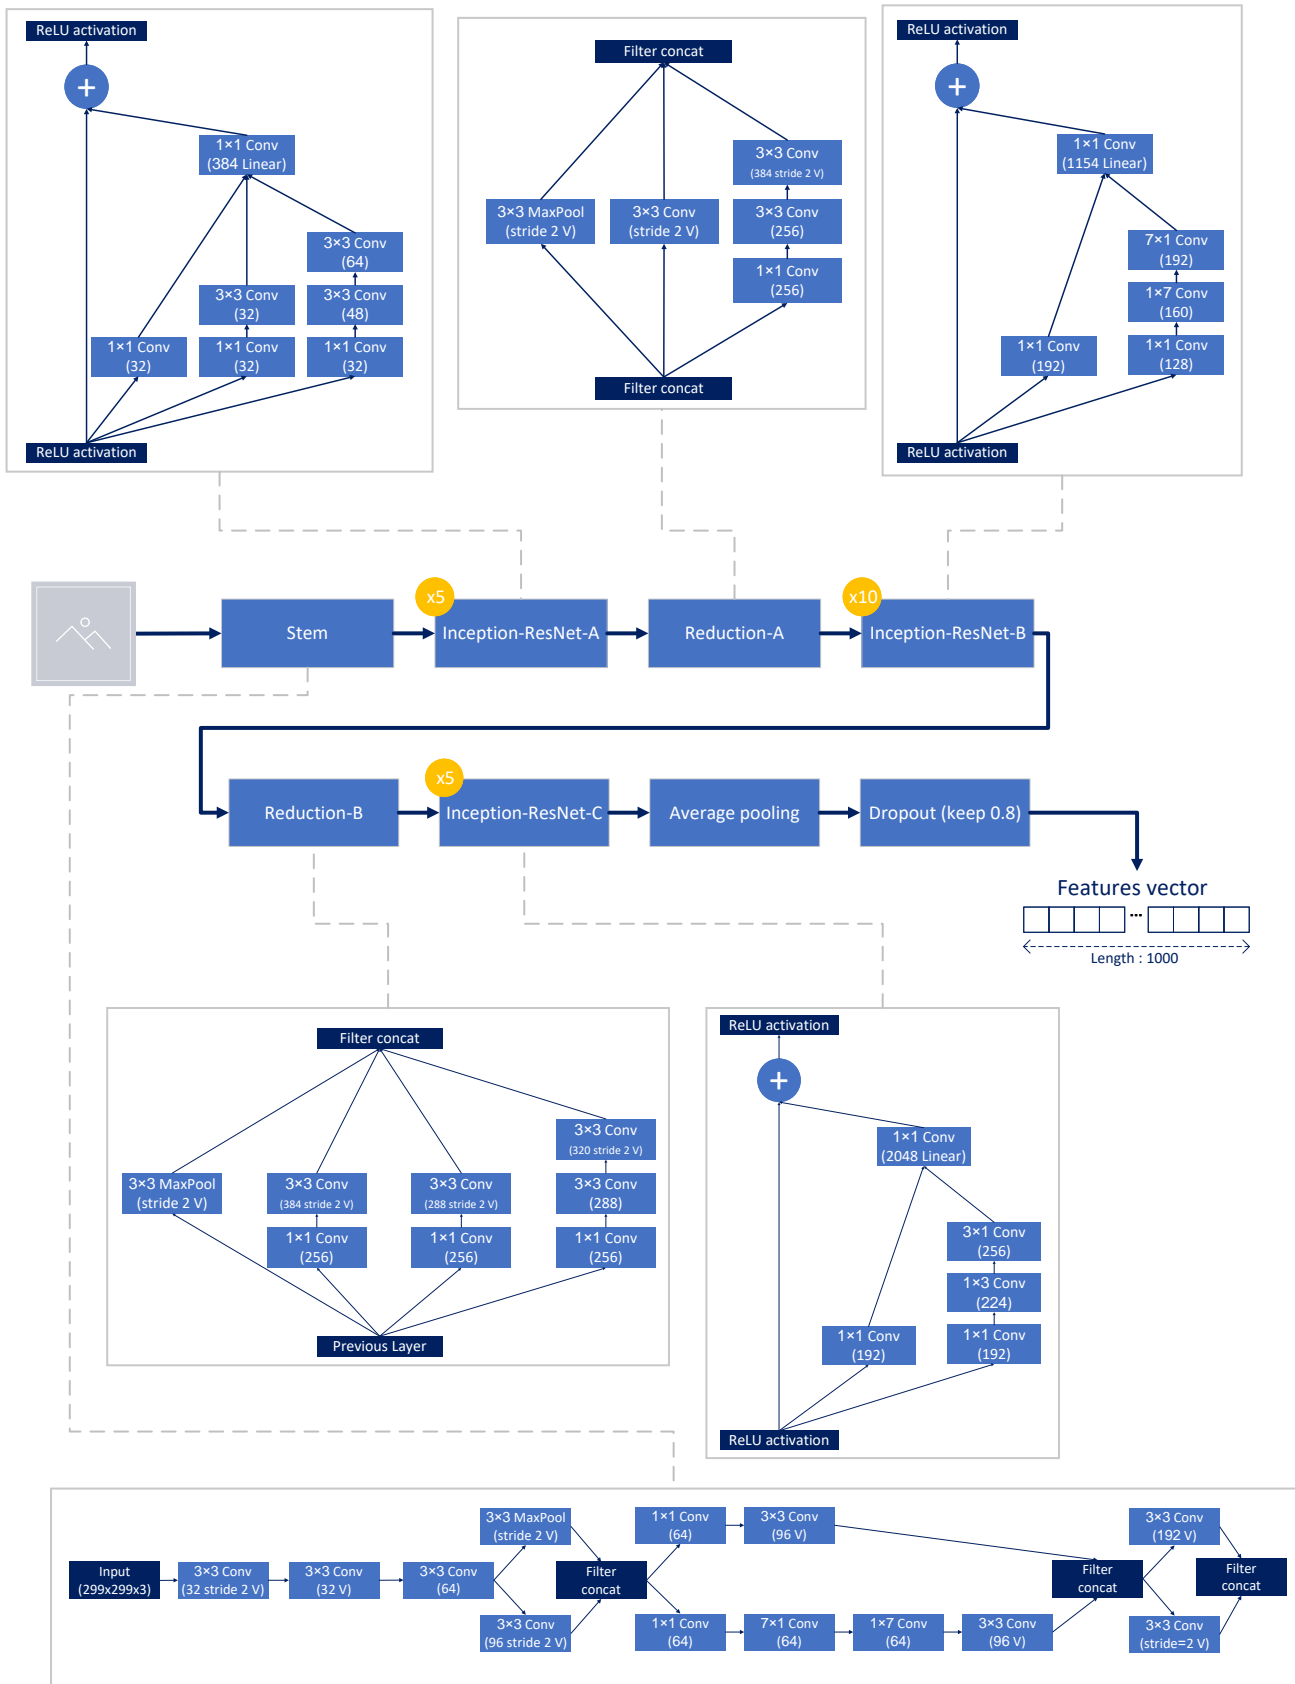 ReLU activation
+
1×1 Conv
(384 Linear)
3×3 Conv
(64)
3×3 Conv
(32)
3×3 Conv
(48)
1×1 Conv
(32)
1×1 Conv
(32)
1×1 Conv
(32)
ReLU activation
Filter concat
3×3 Conv
(384 stride 2 V)
3×3 MaxPool
(stride 2 V)
3×3 Conv
(stride 2 V)
3×3 Conv
(256)
1×1 Conv
(256)
Filter concat
ReLU activation
+
1×1 Conv
(1154 Linear)
7×1 Conv
(192)
1×7 Conv
(160)
1×1 Conv
(192)
1×1 Conv
(128)
ReLU activation
Stem
x5
Inception-ResNet-A
Reduction-A
x10
Inception-ResNet-B
Reduction-B
x5
Inception-ResNet-C
Average pooling
Dropout (keep 0.8)
Features vector
...
Length : 1000
Filter concat
3×3 Conv
(320 stride 2 V)
3×3 MaxPool
(stride 2 V)
3×3 Conv
(384 stride 2 V)
3×3 Conv
(288 stride 2 V)
3×3 Conv
(288)
1×1 Conv
(256)
1×1 Conv
(256)
1×1 Conv
(256)
Previous Layer
ReLU activation
+
1×1 Conv
(2048 Linear)
3×1 Conv
(256)
1×3 Conv
(224)
1×1 Conv
(192)
1×1 Conv
(192)
ReLU activation
Input
(299x299x3)
3×3 Conv
(32 stride 2 V)
3×3 Conv
(32 V)
3×3 Conv
(64)
3×3 MaxPool
(stride 2 V)
3×3 Conv
(96 stride 2 V)
Filter
concat
1×1 Conv
(64)
3×3 Conv
(96 V)
1×1 Conv
(64)
7×1 Conv
(64)
1×7 Conv
(64)
3×3 Conv
(96 V)
Filter
concat
3×3 Conv
(192 V)
3×3 Conv
(stride=2 V)
Filter
concat